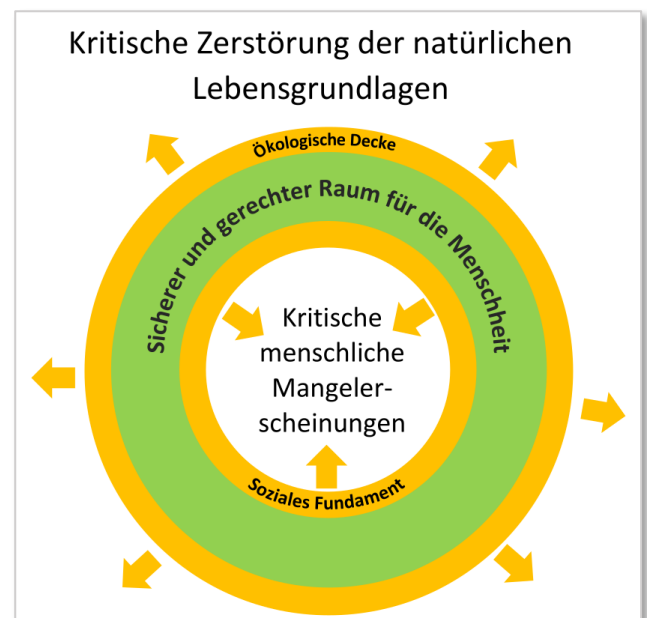 Kritische Zerstörung der natürlichen
Lebensgrundlagen
Ökologische Decke
Sicherer und gerechter Raum für die Menschheit
Kritische
menschliche
Mangeler-
scheinungen
Soziales Fundament